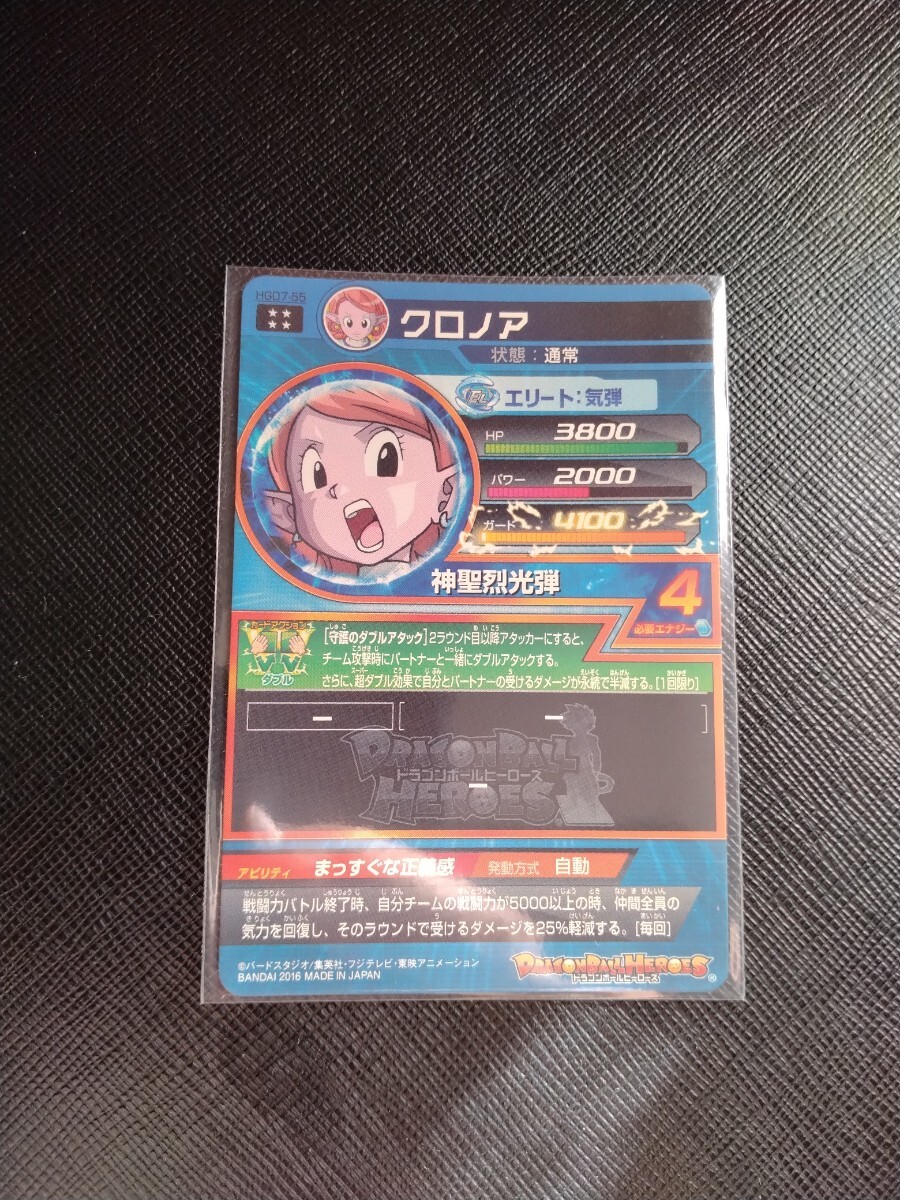 HGD7-55
クロノア
状態：通常
エリート：気弾
HP 3800
パワー 2000
ガード 4100
神聖烈光弾
4
必要エナジー
カードアクション
ダブル
[守護のダブルアタック]2ラウンド目以降アタッカーにすると、
チーム攻撃時にパートナーと一緒にダブルアタックする。
さらに、超ダブル効果で自分とパートナーの受けるダメージが永続で半減する。[1回限り]
ー [ ー ]
DRAGONBALL
ドラゴンボールヒーローズ
HEROES
ー
アビリティ まっすぐな正義感 発動方式 自動
戦闘力バトル終了時、自分チームの戦闘力が5000以上の時、仲間全員の
気力を回復し、そのラウンドで受けるダメージを25%軽減する。[毎回]
©バードスタジオ/集英社・フジテレビ・東映アニメーション
BANDAI 2016 MADE IN JAPAN
DRAGONBALL HEROES
ドラゴンボールヒーローズ